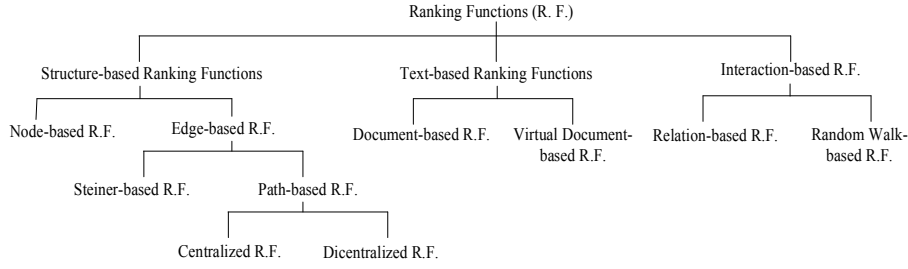 Ranking Functions (R. F.)
Structure-based Ranking Functions
Text-based Ranking Functions
Interaction-based R.F.
Node-based R.F.
Edge-based R.F.
Document-based R.F.
Virtual Document-
based R.F.
Relation-based R.F.
Random Walk-
based R.F.
Steiner-based R.F.
Path-based R.F.
Centralized R.F.
Dicentralized R.F.